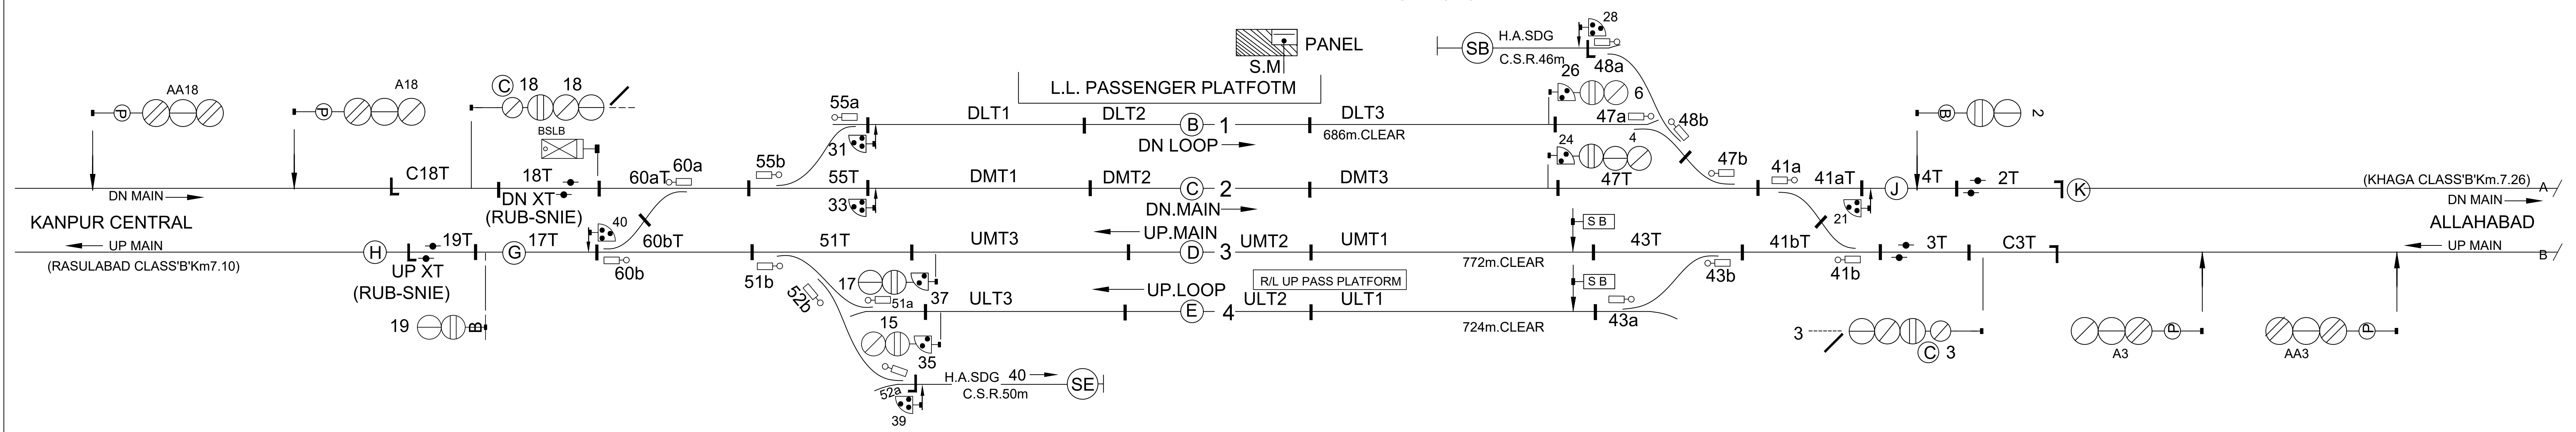 28
PANEL
S.M
SB
H.A.SDG
C.S.R.46m
48a
AA18
P
A18
P
C 18 18
BSLB
L.L. PASSENGER PLATFOTM
26
6
2
B
55a
DLT1
DLT2
B 1
DLT3
686m.CLEAR
47a
48b
31
DN LOOP
24
4
C18T
18T
60aT
60a
55b
55T
DMT1
DMT2
C 2
DMT3
47T
47b
41a
41aT
J
4T
2T
K
(KHAGA CLASS'B'Km.7.26)
A
DN MAIN
DN XT
(RUB-SNIE)
33
DN.MAIN
21
DN MAIN
KANPUR CENTRAL
40
UP.MAIN
S B
ALLAHABAD
UP MAIN
H
19T
G
17T
60bT
51T
UMT3
D 3
UMT2
UMT1
43T
41bT
3T
C3T
UP MAIN
B
(RASULABAD CLASS'B'Km7.10)
UP XT
(RUB-SNIE)
60b
51b
772m.CLEAR
43b
41b
R/L UP PASS PLATFORM
S B
52b
17
51a
37
UP.LOOP
ULT3
E 4
ULT2
ULT1
724m.CLEAR
43a
19
B
15
35
3
C 3
P
A3
P
AA3
H.A.SDG 40
C.S.R.50m
SE
52a
39